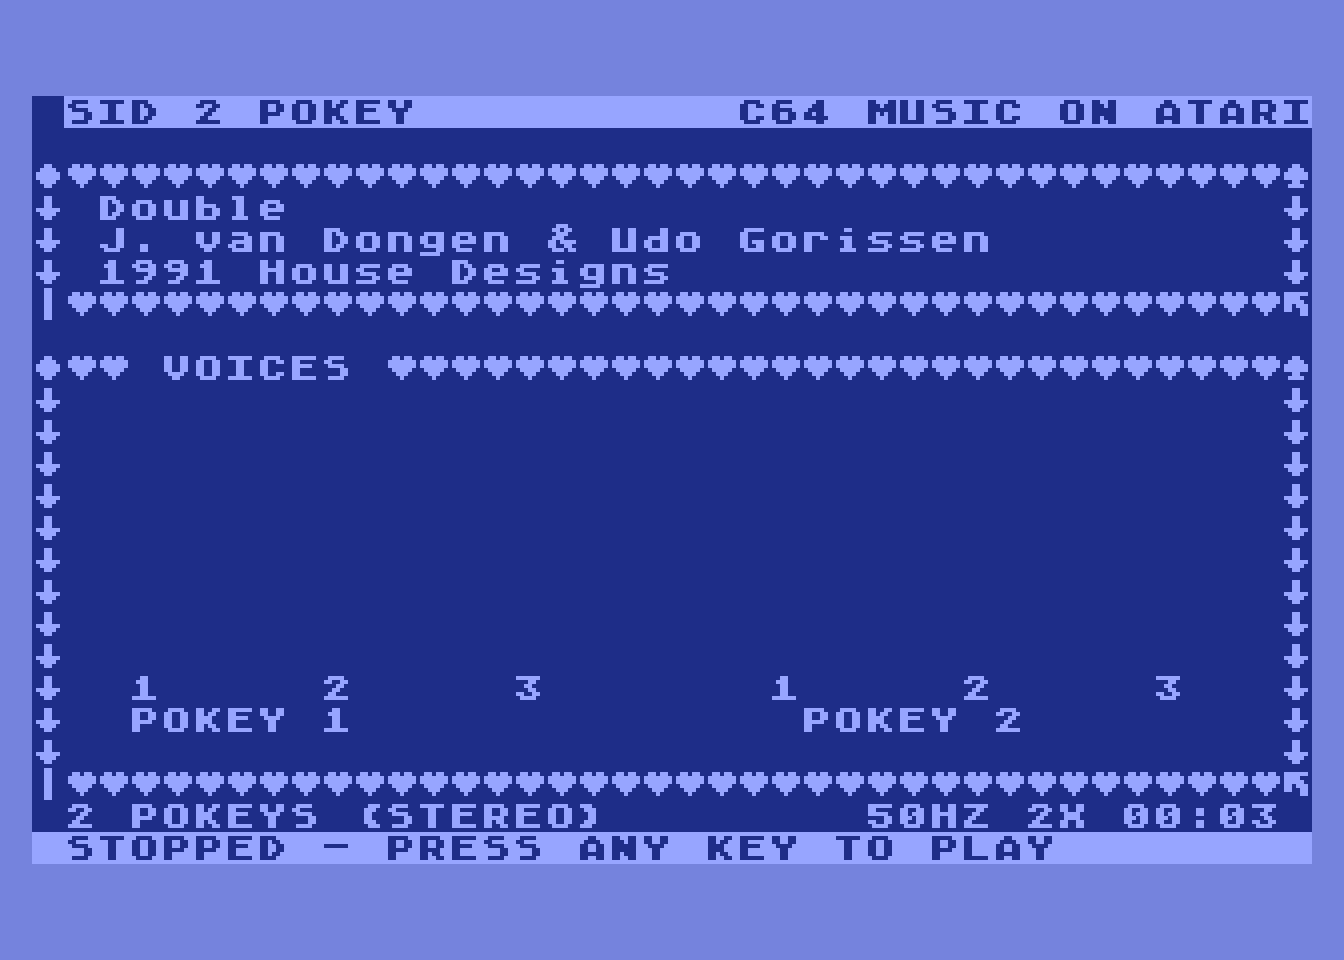 SID 2 POKEY C64 MUSIC ON ATARI
Double
J. van Dongen & Udo Gorissen
1991 House Designs
VOICES
1 2 3 1 2 3
POKEY 1 POKEY 2
2 POKEYS (STEREO) 50HZ 2X 00:03
STOPPED - PRESS ANY KEY TO PLAY